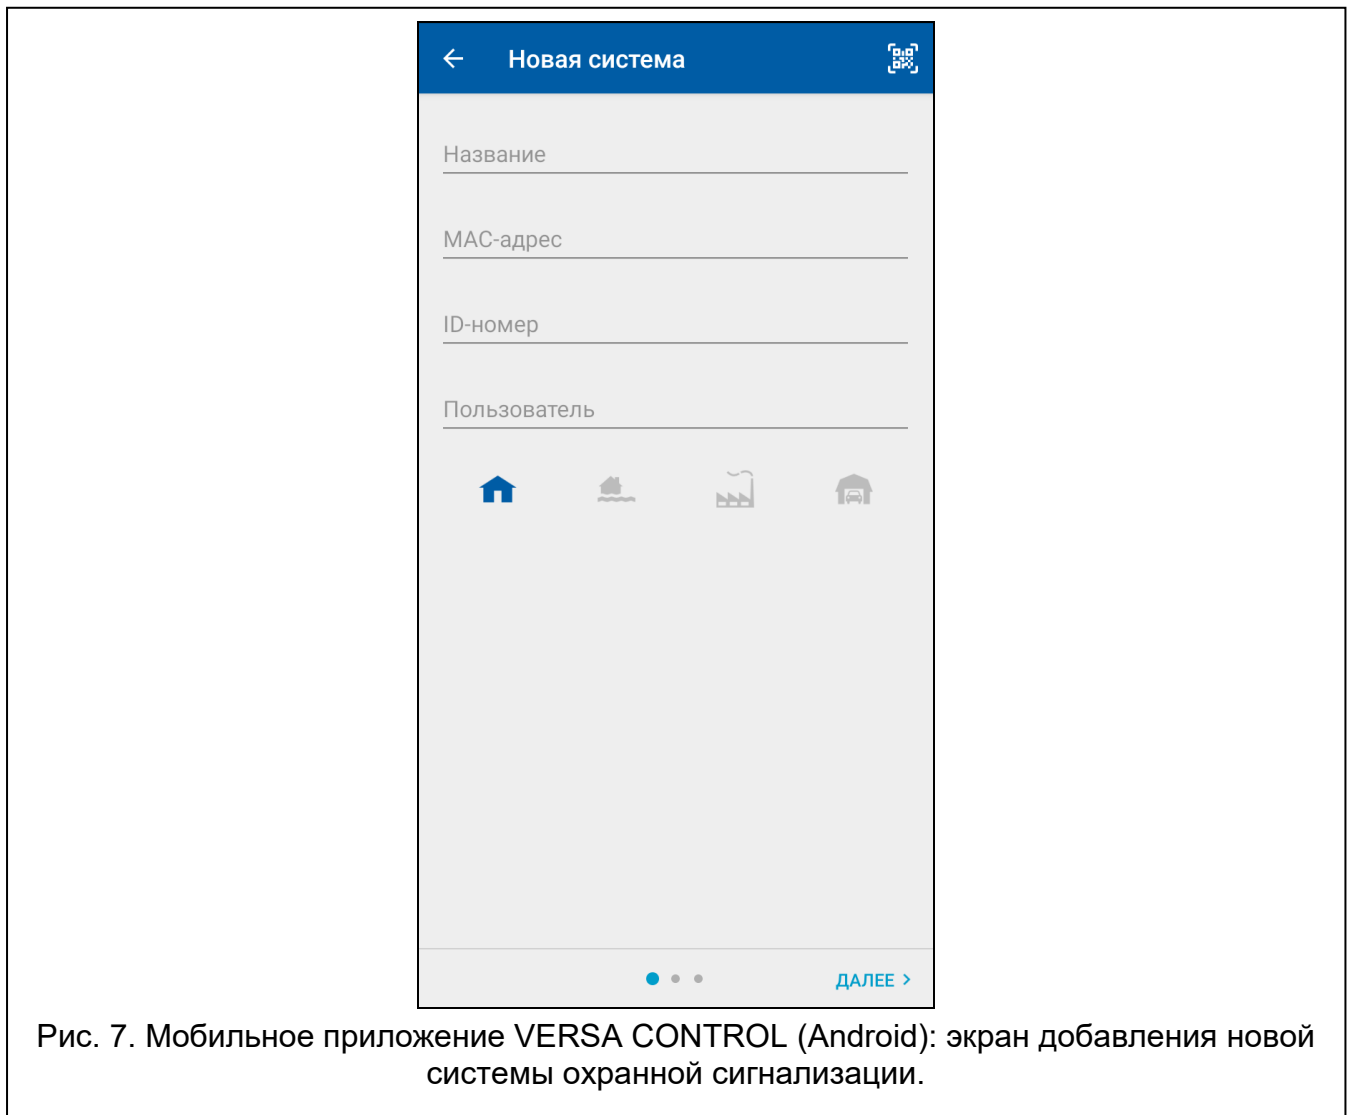 Новая система
Название
MAC-адрес
ID-номер
Пользователь
ДАЛЕЕ
Рис. 7. Мобильное приложение VERSA CONTROL (Android): экран добавления новой
системы охранной сигнализации.